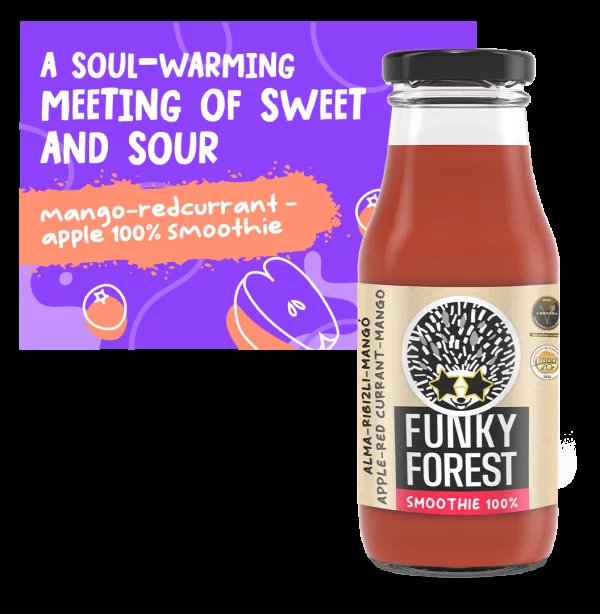 A SOUL-WARMING
MEETING OF SWEET
AND SOUR
mango-redcurrant -
apple 100% smoothie
ALMA-RIBIZLI-MANGÓ
APPLE-RED CURRANT-MANGO
FUNKY
FOREST
SMOOTHIE 100%